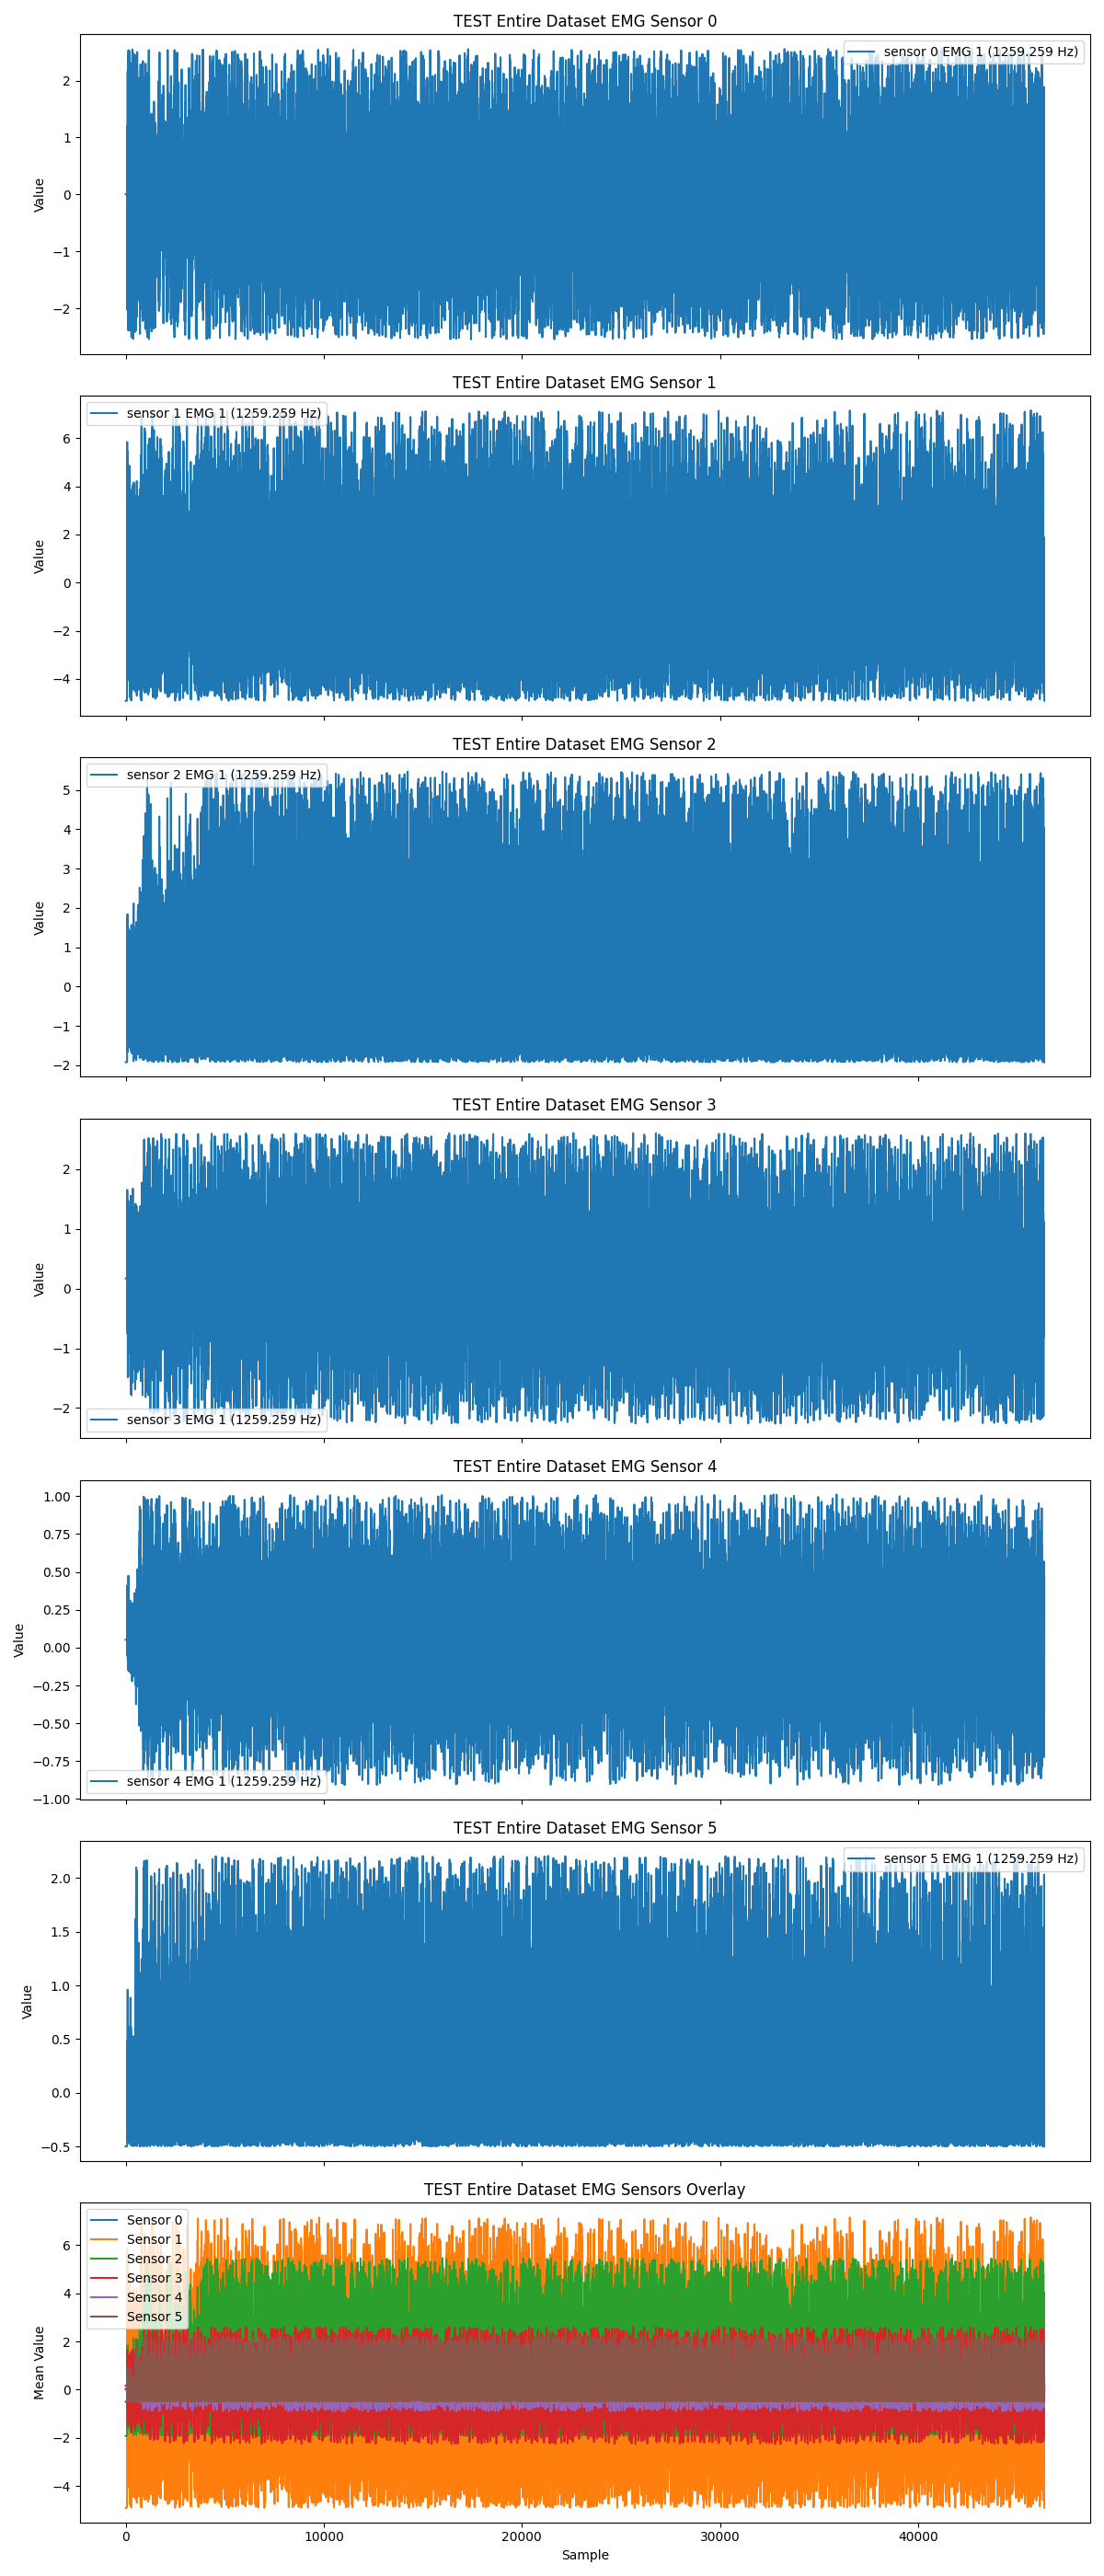 TEST Entire Dataset EMG Sensor 0
sensor 0 EMG 1 (1259.259 Hz)
2
1
0
−1
−2
Value
TEST Entire Dataset EMG Sensor 1
sensor 1 EMG 1 (1259.259 Hz)
6
4
2
0
−2
−4
Value
TEST Entire Dataset EMG Sensor 2
sensor 2 EMG 1 (1259.259 Hz)
5
4
3
2
1
0
−1
−2
Value
TEST Entire Dataset EMG Sensor 3
2
1
0
−1
−2
Value
sensor 3 EMG 1 (1259.259 Hz)
TEST Entire Dataset EMG Sensor 4
1.00
0.75
0.50
0.25
0.00
−0.25
−0.50
−0.75
−1.00
Value
sensor 4 EMG 1 (1259.259 Hz)
TEST Entire Dataset EMG Sensor 5
sensor 5 EMG 1 (1259.259 Hz)
2.0
1.5
1.0
0.5
0.0
−0.5
Value
TEST Entire Dataset EMG Sensors Overlay
Sensor 0
Sensor 1
Sensor 2
Sensor 3
Sensor 4
Sensor 5
6
4
2
0
−2
−4
Mean Value
0 10000 20000 30000 40000
Sample